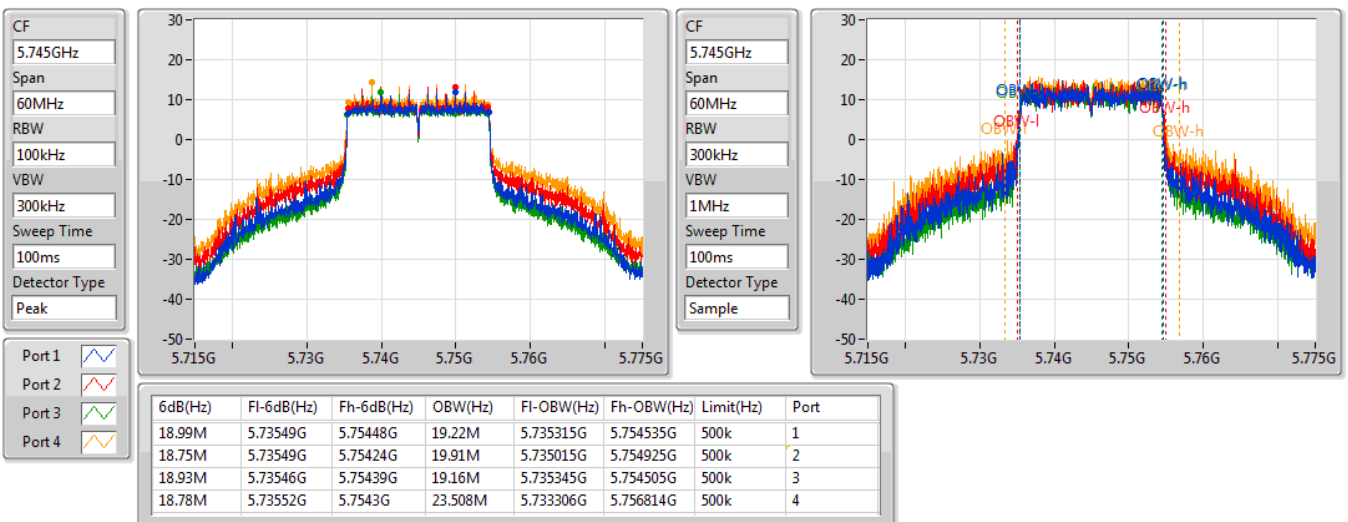 CF
5.745GHz
Span
60MHz
RBW
100kHz
VBW
300kHz
Sweep Time
100ms
Detector Type
Peak
30
20
10
0
-10
-20
-30
-40
-50
5.715G 5.73G 5.74G 5.75G 5.76G 5.775G
CF
5.745GHz
Span
60MHz
RBW
300kHz
VBW
1MHz
Sweep Time
100ms
Detector Type
Sample
30
20
10
0
-10
-20
-30
-40
-50
OBW-h
OBW-l OBW-h
OBW-h
5.715G 5.73G 5.74G 5.75G 5.76G 5.775G
Port 1
Port 2
Port 3
Port 4
6dB(Hz) Fl-6dB(Hz) Fh-6dB(Hz) OBW(Hz) Fl-OBW(Hz) Fh-OBW(Hz) Limit(Hz) Port
18.99M 5.73549G 5.75448G 19.22M 5.735315G 5.754535G 500k 1
18.75M 5.73549G 5.75424G 19.91M 5.735015G 5.754925G 500k 2
18.93M 5.73546G 5.75439G 19.16M 5.735345G 5.754505G 500k 3
18.78M 5.73552G 5.7543G 23.508M 5.733306G 5.756814G 500k 4